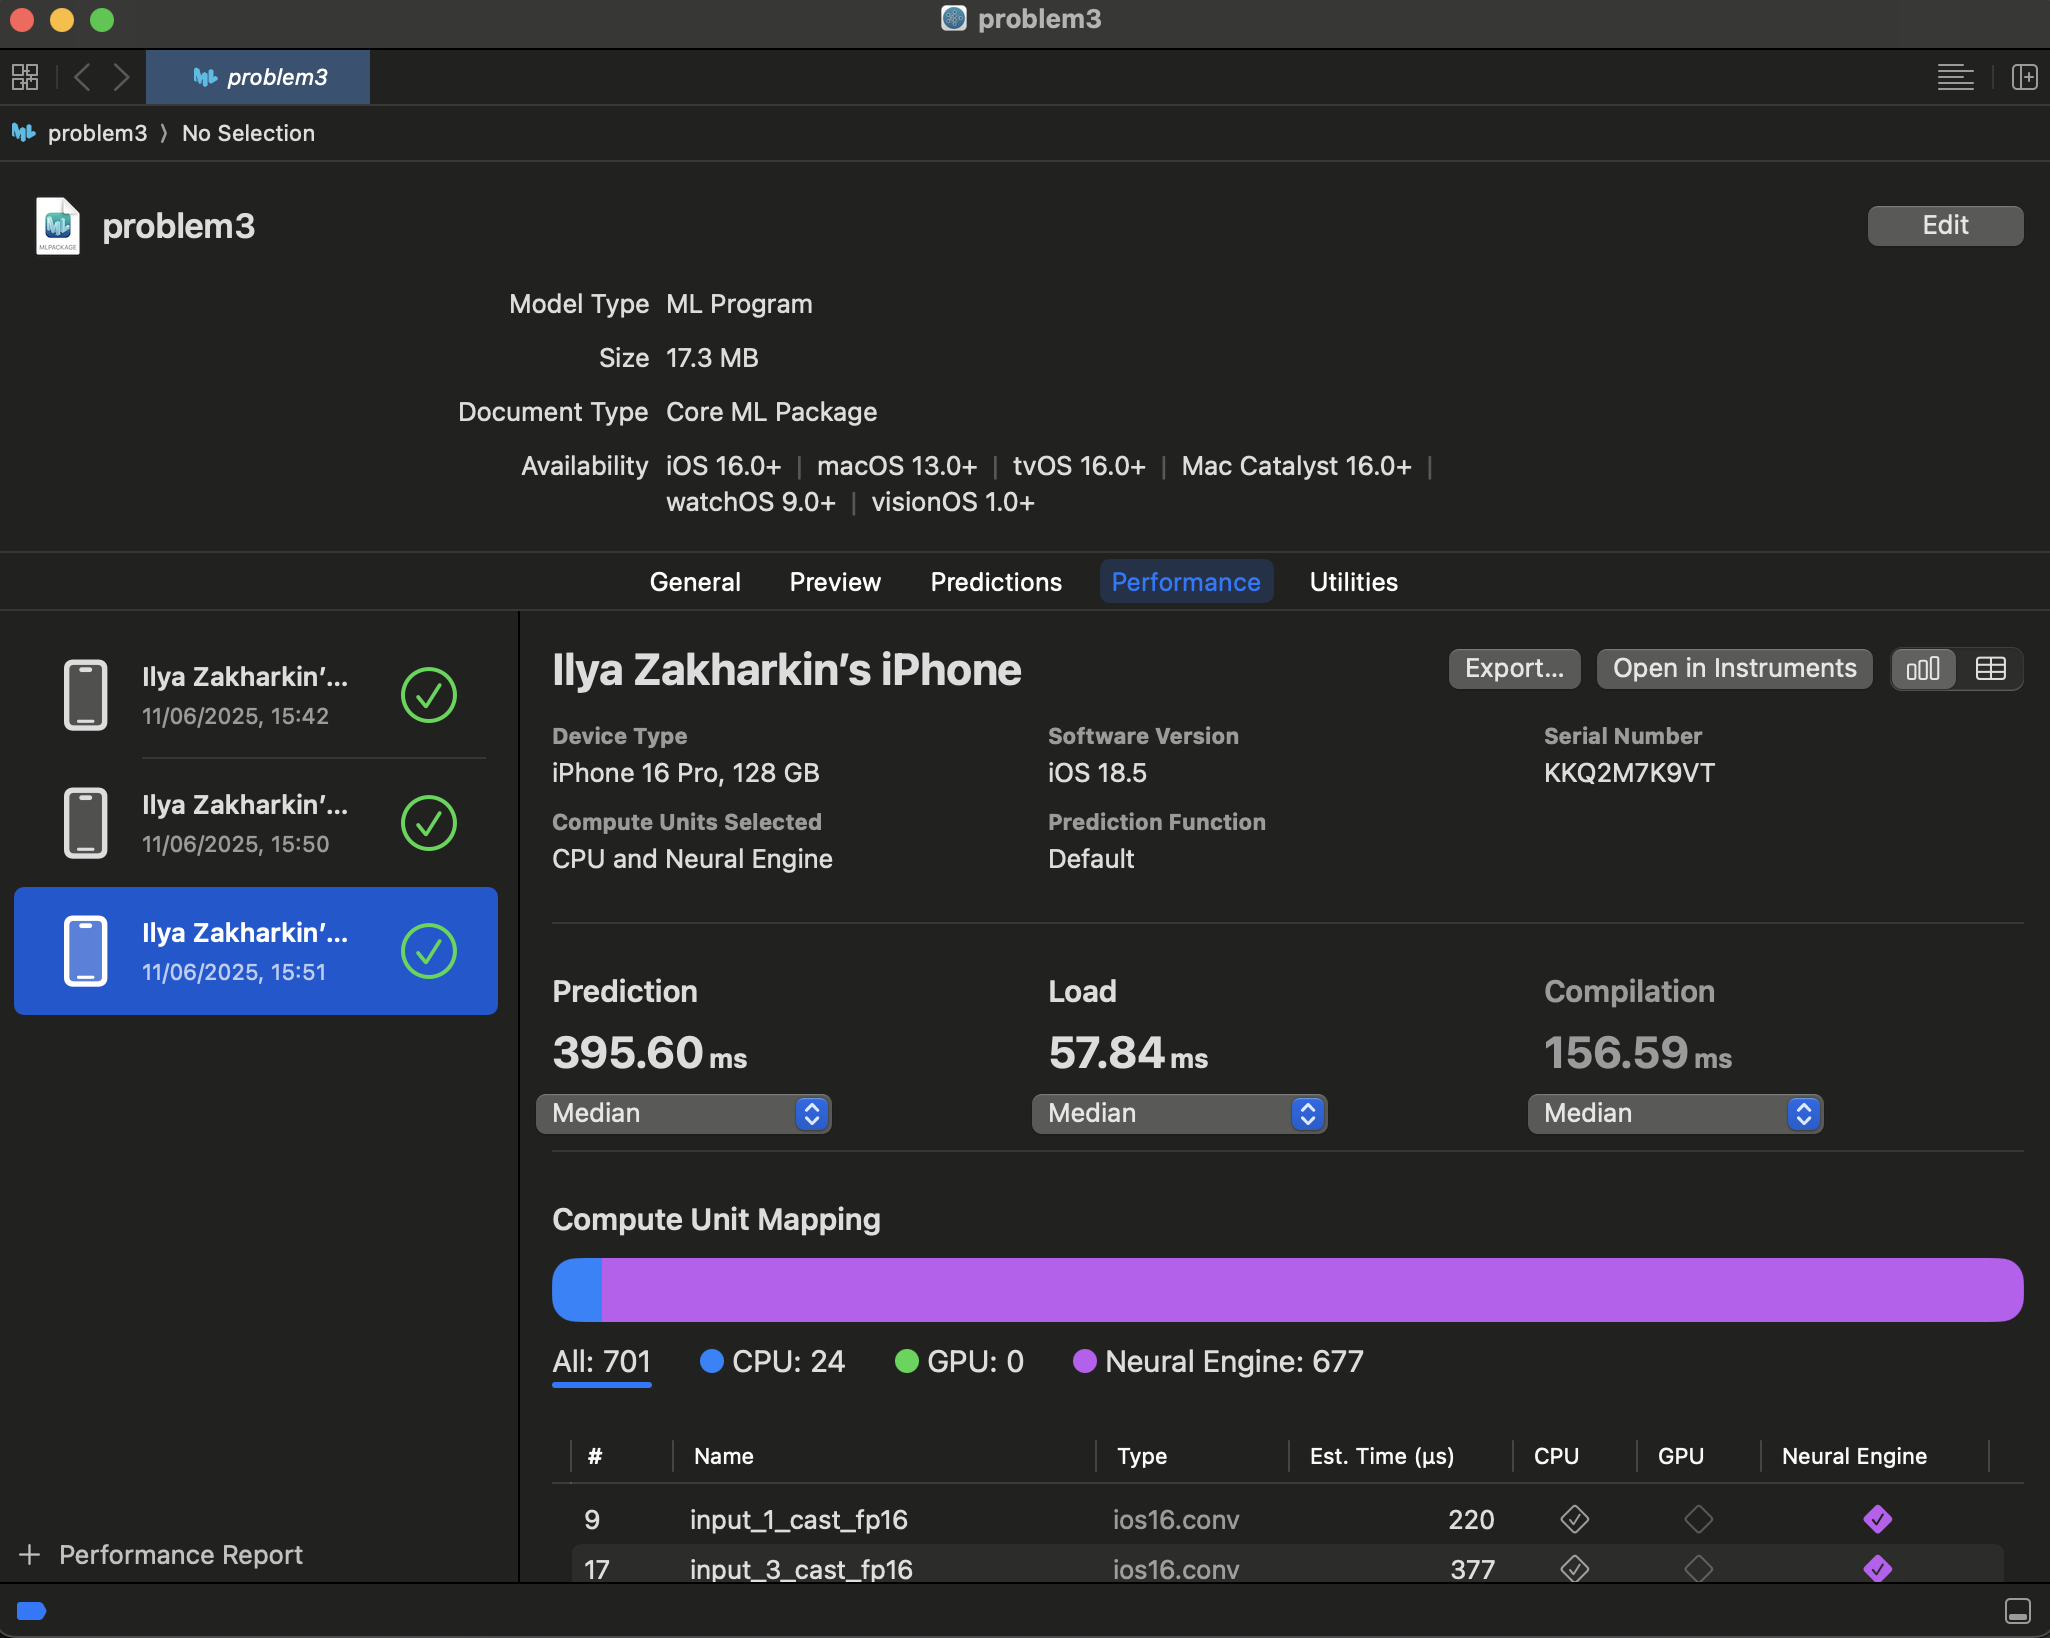 problem3
problem3
problem3 〉 No Selection
MLPACKAGE
problem3
Edit
Model Type ML Program
Size 17.3 MB
Document Type Core ML Package
Availability iOS 16.0+ | macOS 13.0+ | tvOS 16.0+ | Mac Catalyst 16.0+ |
watchOS 9.0+ | visionOS 1.0+
General Preview Predictions Performance Utilities
Ilya Zakharkin’...
11/06/2025, 15:42
Ilya Zakharkin’...
11/06/2025, 15:50
Ilya Zakharkin’...
11/06/2025, 15:51
+ Performance Report
Ilya Zakharkin’s iPhone
Export... Open in Instruments
Device Type Software Version Serial Number
iPhone 16 Pro, 128 GB iOS 18.5 KKQ2M7K9VT
Compute Units Selected Prediction Function
CPU and Neural Engine Default
Prediction Load Compilation
395.60 ms 57.84 ms 156.59 ms
Median Median Median
Compute Unit Mapping
All: 701 CPU: 24 GPU: 0 Neural Engine: 677
# Name Type Est. Time (µs) CPU GPU Neural Engine
9 input_1_cast_fp16 ios16.conv 220
17 input_3_cast_fp16 ios16.conv 377